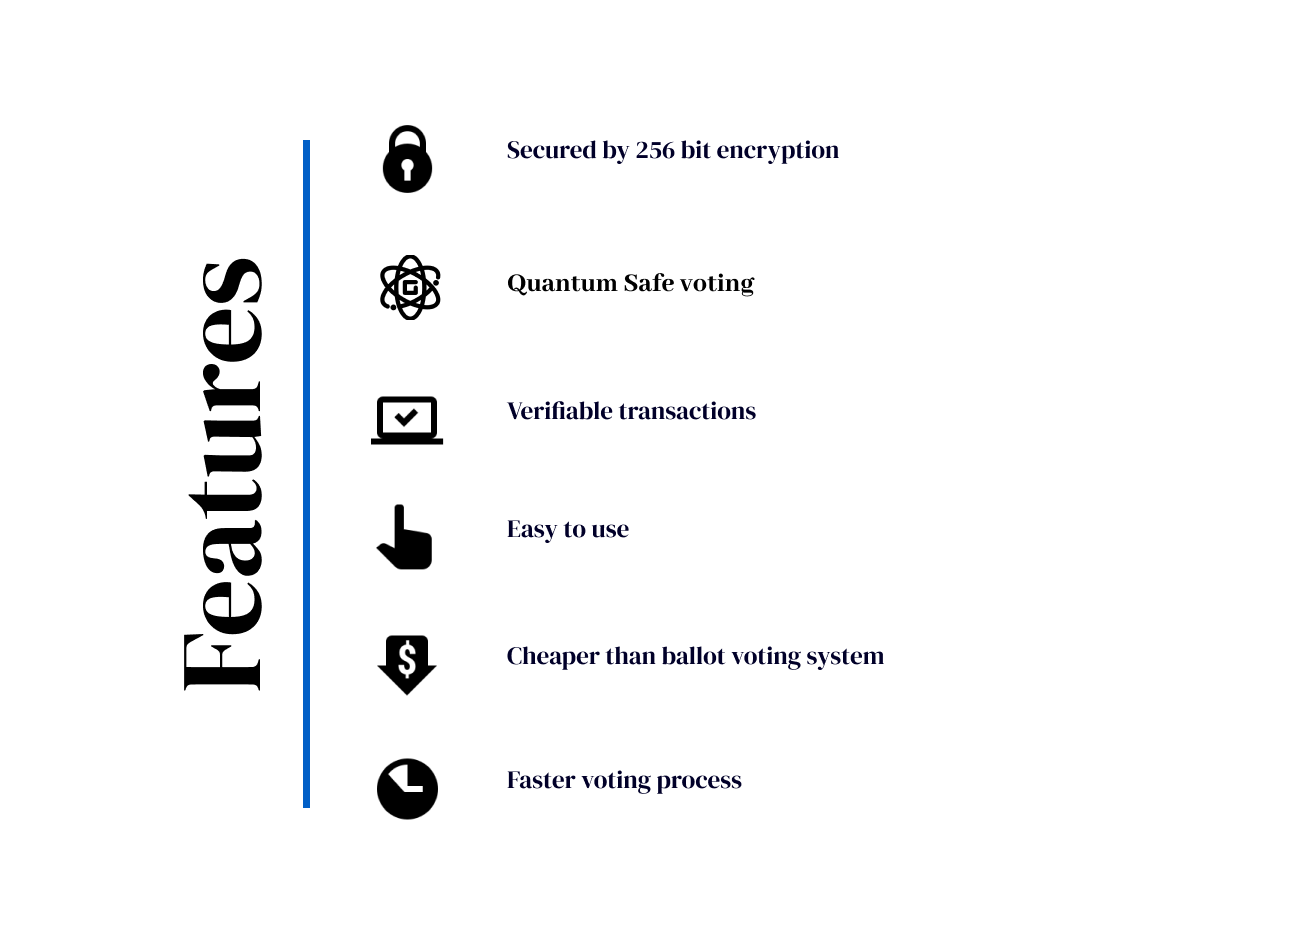 Features
Secured by 256 bit encryption
Quantum Safe voting
Verifiable transactions
Easy to use
Cheaper than ballot voting system
Faster voting process